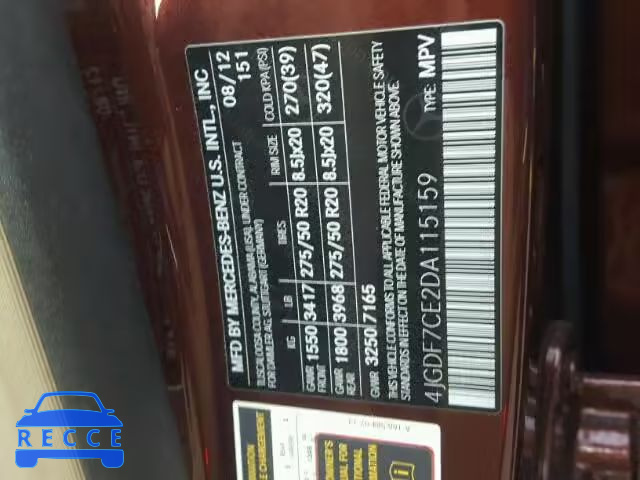 MFD BY MERCEDES-BENZ U.S. INTL., INC 08/12
TUSCALOOSA COUNTY, ALABAMA (USA), UNDER CONTRACT 151
FOR DAIMLER AG, STUTTGART (GERMANY)
KG LB TIRES RIM SIZE COLD KPA (PSI)
GAWR 1550 3417 275/50 R20 8.5Jx20 270(39)
GAWR 1800 3968 275/50 R20 8.5Jx20 320(47)
GVWR 3250 7165
THIS VEHICLE CONFORMS TO ALL APPLICABLE FEDERAL MOTOR VEHICLE SAFETY
STANDARDS IN EFFECT ON THE DATE OF MANUFACTURE SHOWN ABOVE.
4JGDF7CE2DA115159 TYPE: MPV
RECCE